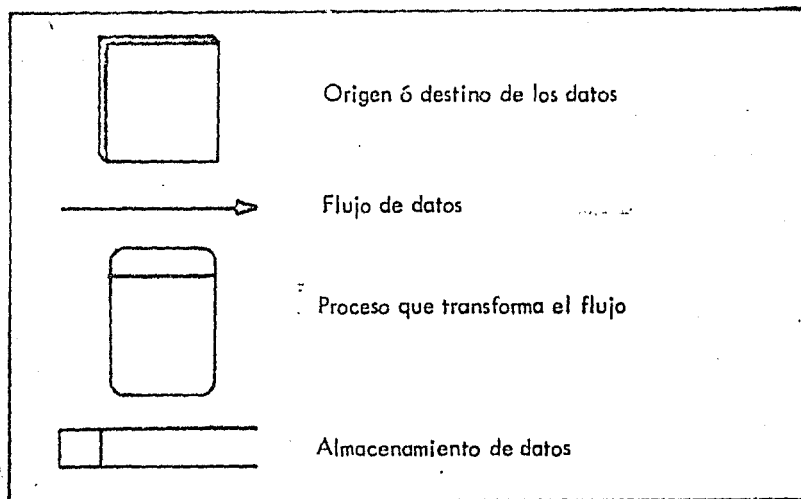 Origen ó destino de los datos
Flujo de datos
Proceso que transforma el flujo
Almacenamiento de datos